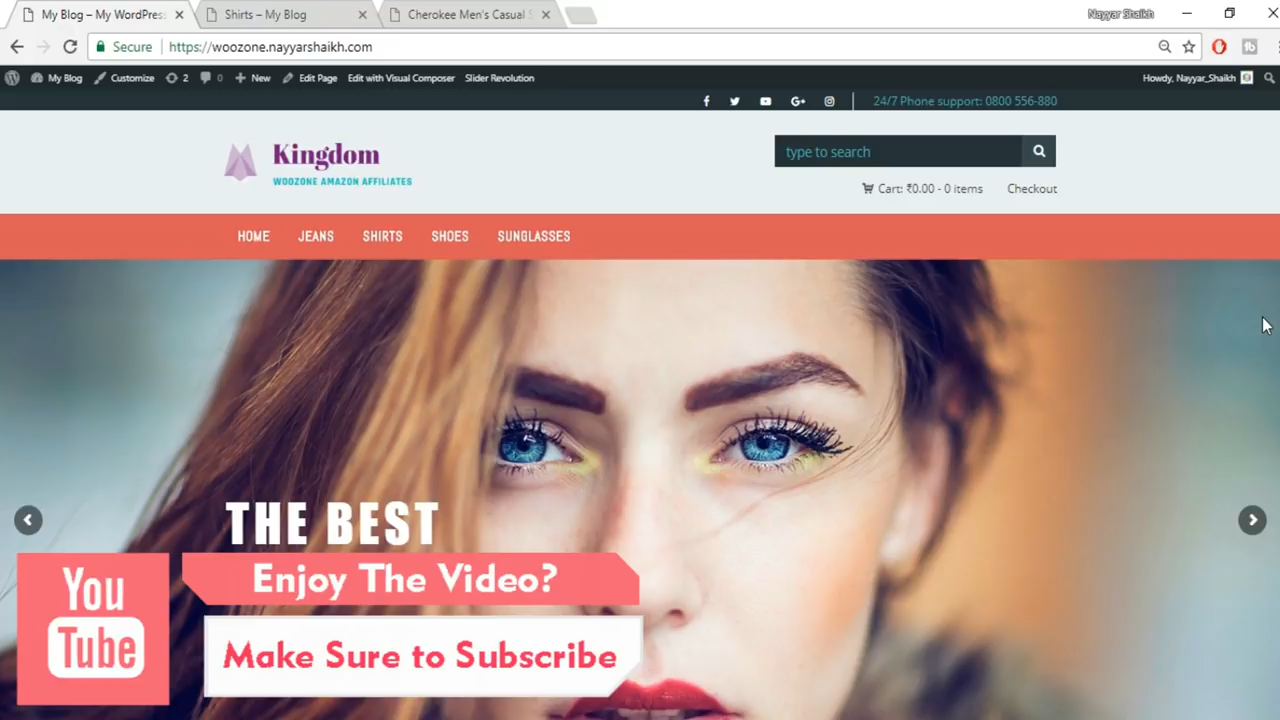 My Blog – My WordPress
Shirts – My Blog
Cherokee Men's Casual S
Nayyar Shaikh
Secure
https://woozone.nayyarshaikh.com
My Blog
Customize
2
0
New
Edit Page
Edit with Visual Composer
Slider Revolution
Howdy, Nayyar_Shaikh
24/7 Phone support: 0800 556-880
Kingdom
WOOZONE AMAZON AFFILIATES
type to search
Cart: ₹0.00 - 0 items
Checkout
HOME
JEANS
SHIRTS
SHOES
SUNGLASSES
THE BEST
You
Tube
Enjoy The Video?
Make Sure to Subscribe